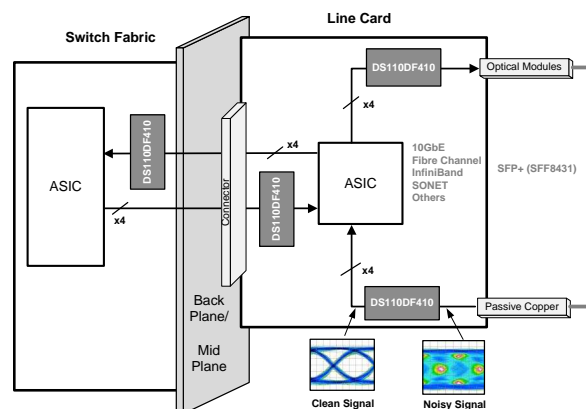 Line Card
Switch Fabric
DS110DF410
Optical Modules
x4
DS110DF410
x4
ASIC
ASIC
10GbE
Fibre Channel
InfiniBand
SONET
Others
SFP+ (SFF8431)
x4
Connector
DS110DF410
x4
DS110DF410
Passive Copper
Back
Plane/
Mid
Plane
Clean Signal
Noisy Signal